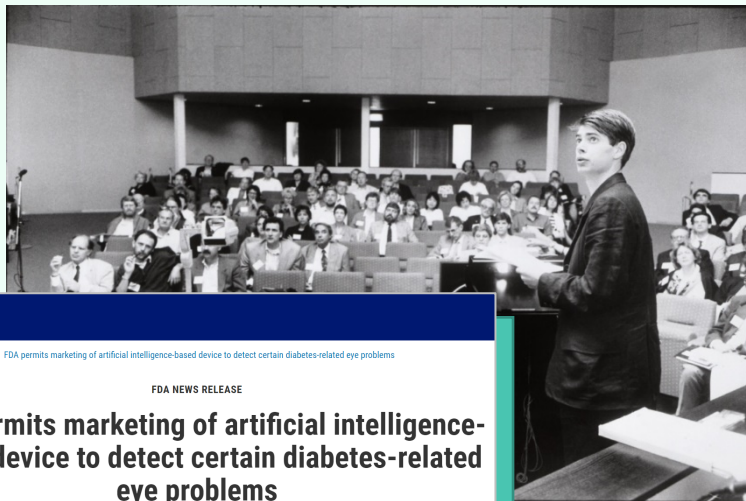 FDA permits marketing of artificial intelligence-based device to detect certain diabetes-related eye problems
FDA NEWS RELEASE
rmits marketing of artificial intelligence-
device to detect certain diabetes-related
eye problems